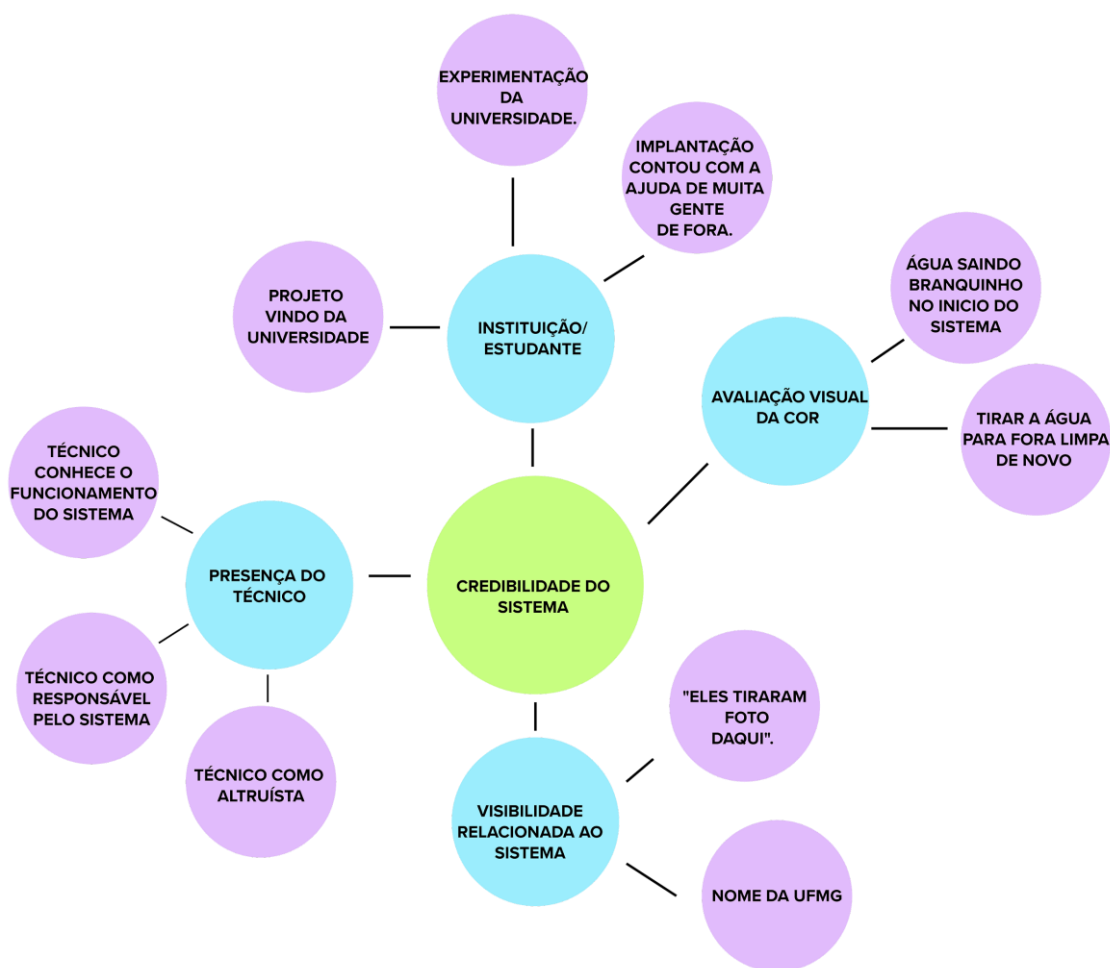 EXPERIMENTAÇÃO
DA
UNIVERSIDADE.
IMPLANTAÇÃO
CONTOU COM A
AJUDA DE MUITA
GENTE
DE FORA.
PROJETO
VINDO DA
UNIVERSIDADE
INSTITUIÇÃO/
ESTUDANTE
ÁGUA SAINDO
BRANQUINHO
NO INICIO DO
SISTEMA
AVALIAÇÃO VISUAL
DA COR
TIRAR A ÁGUA
PARA FORA LIMPA
DE NOVO
TÉCNICO
CONHECE O
FUNCIONAMENTO
DO SISTEMA
PRESENÇA DO
TÉCNICO
CREDIBILIDADE DO
SISTEMA
TÉCNICO COMO
RESPONSÁVEL
PELO SISTEMA
TÉCNICO COMO
ALTRUÍSTA
"ELES TIRARAM
FOTO
DAQUI".
VISIBILIDADE
RELACIONADA AO
SISTEMA
NOME DA UFMG